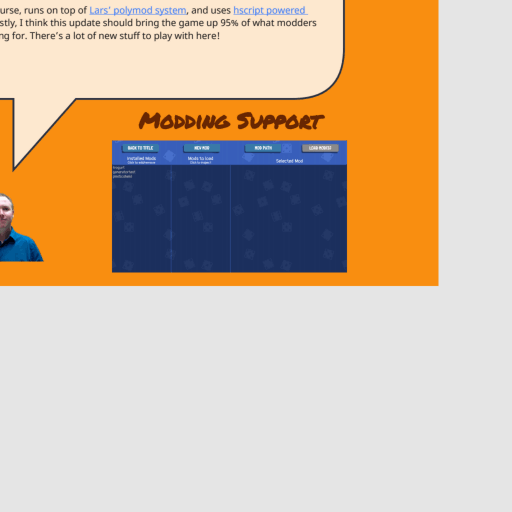 urse, runs on top of Lars' polymod system, and uses hscript powered
stly, I think this update should bring the game up 95% of what modders
ng for. There's a lot of new stuff to play with here!
Modding Support
BACK TO TITLE NEW MOD MOD PATH LOAD MOD(S)
Installed Mods Mods to load Selected Mod
Click to add/remove Click to inspect